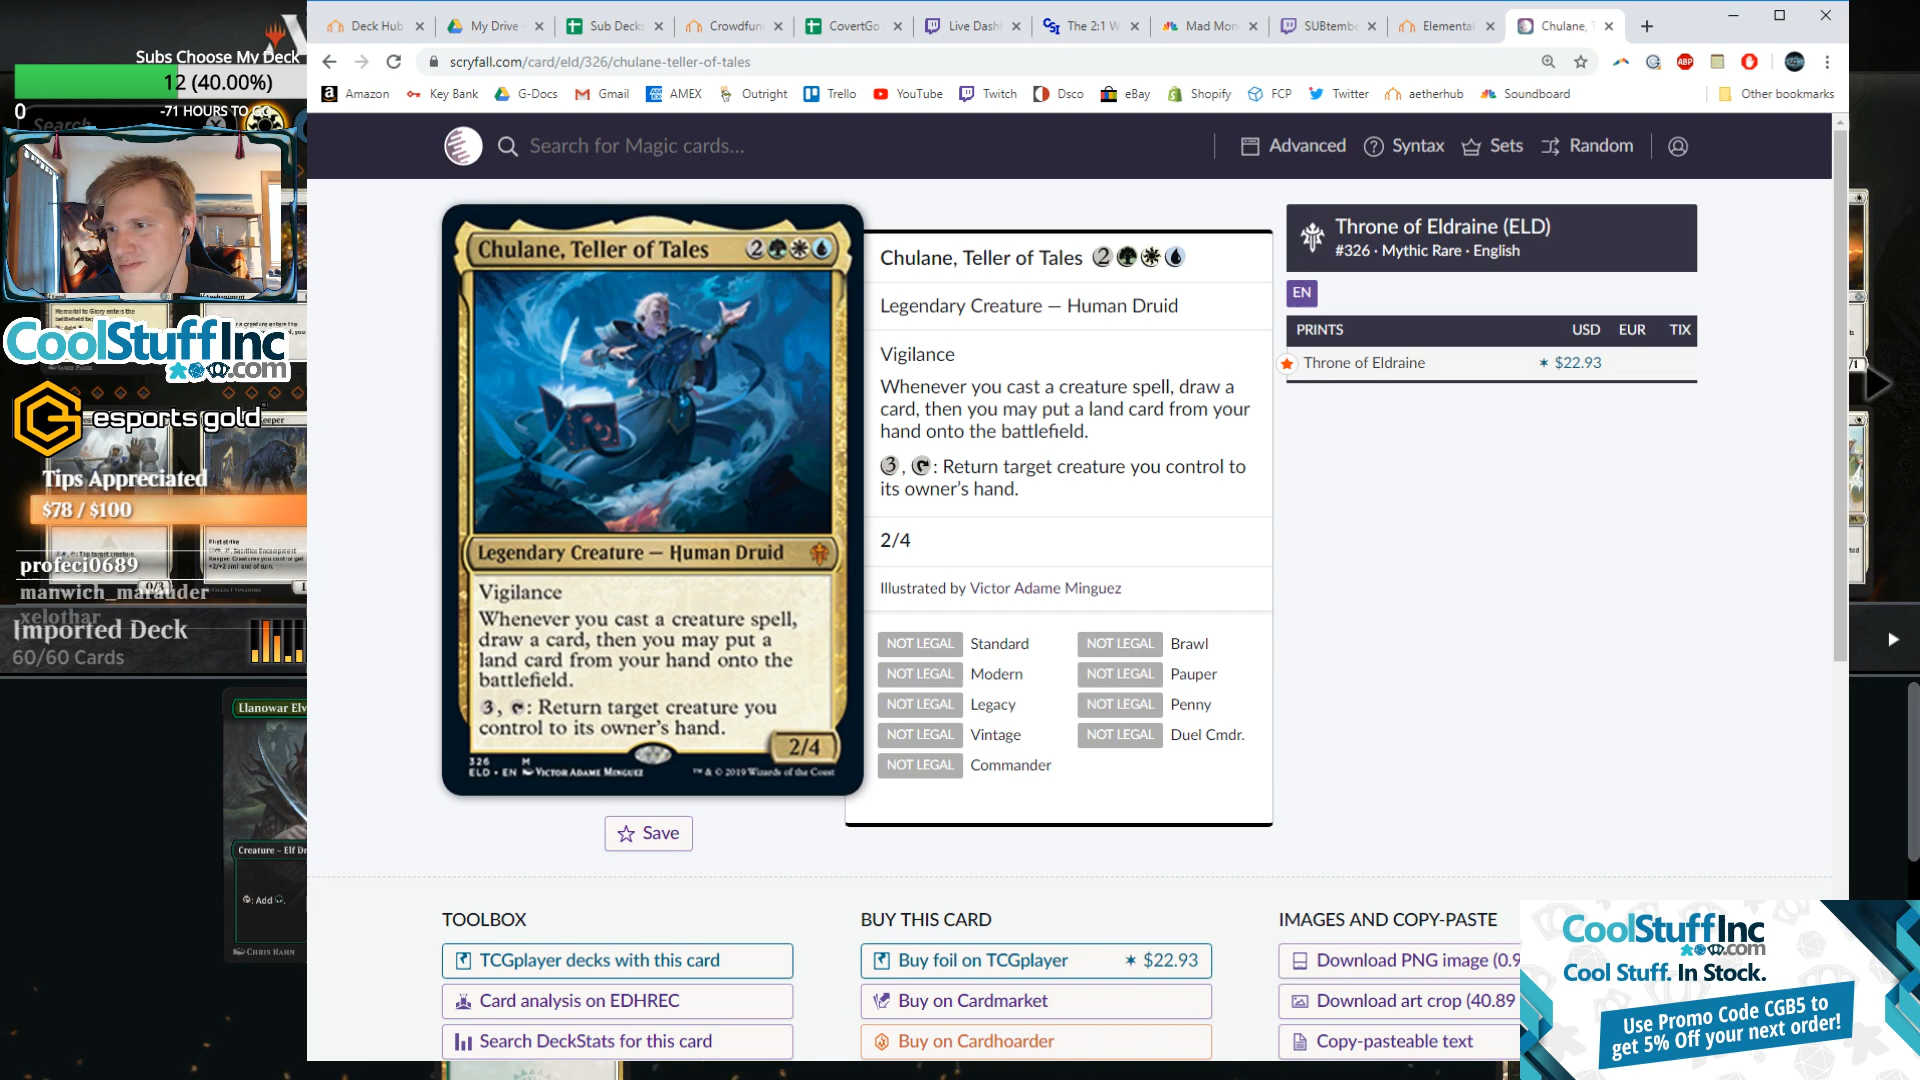 Deck Hub
My Drive -
Sub Decks
Crowdfun
CovertGo
Live Dash
The 2:1 W
Mad Mon
SUBtembe
Elemental
Chulane, T
scryfall.com/card/eld/326/chulane-teller-of-tales
Amazon
Key Bank
G-Docs
Gmail
AMEX
Outright
Trello
YouTube
Twitch
Dsco
eBay
Shopify
FCP
Twitter
aetherhub
Soundboard
Other bookmarks
Subs Choose My Deck
12 (40.00%)
0
-71 HOURS TO GO
Search
Search for Magic cards...
Advanced
Syntax
Sets
Random
CoolStuffInc
.com
esports gold
Tips Appreciated
$78 / $100
profeci0689
manwich_marauder
xelothar
Imported Deck
60/60 Cards
Llanowar Elv
Creature – Elf Dr
: Add .
Chris Rahn
Chulane, Teller of Tales 2
Legendary Creature — Human Druid
Vigilance
Whenever you cast a creature spell,
draw a card, then you may put a
land card from your hand onto the
battlefield.
3, : Return target creature you
control to its owner's hand.
2/4
326 M
ELD • EN Victor Adame Minguez
™ & © 2019 Wizards of the Coast
Save
Chulane, Teller of Tales 2
Legendary Creature — Human Druid
Vigilance
Whenever you cast a creature spell, draw a
card, then you may put a land card from your
hand onto the battlefield.
3, : Return target creature you control to
its owner's hand.
2/4
Illustrated by Victor Adame Minguez
NOT LEGAL Standard NOT LEGAL Brawl
NOT LEGAL Modern NOT LEGAL Pauper
NOT LEGAL Legacy NOT LEGAL Penny
NOT LEGAL Vintage NOT LEGAL Duel Cmdr.
NOT LEGAL Commander
Throne of Eldraine (ELD)
#326 · Mythic Rare · English
EN
PRINTS USD EUR TIX
Throne of Eldraine $22.93
TOOLBOX
TCGplayer decks with this card
Card analysis on EDHREC
Search DeckStats for this card
BUY THIS CARD
Buy foil on TCGplayer $22.93
Buy on Cardmarket
Buy on Cardhoarder
IMAGES AND COPY-PASTE
Download PNG image (0.9
Download art crop (40.89
Copy-pasteable text
CoolStuffInc
.com
Cool Stuff. In Stock.
Use Promo Code CGB5 to
get 5% Off your next order!